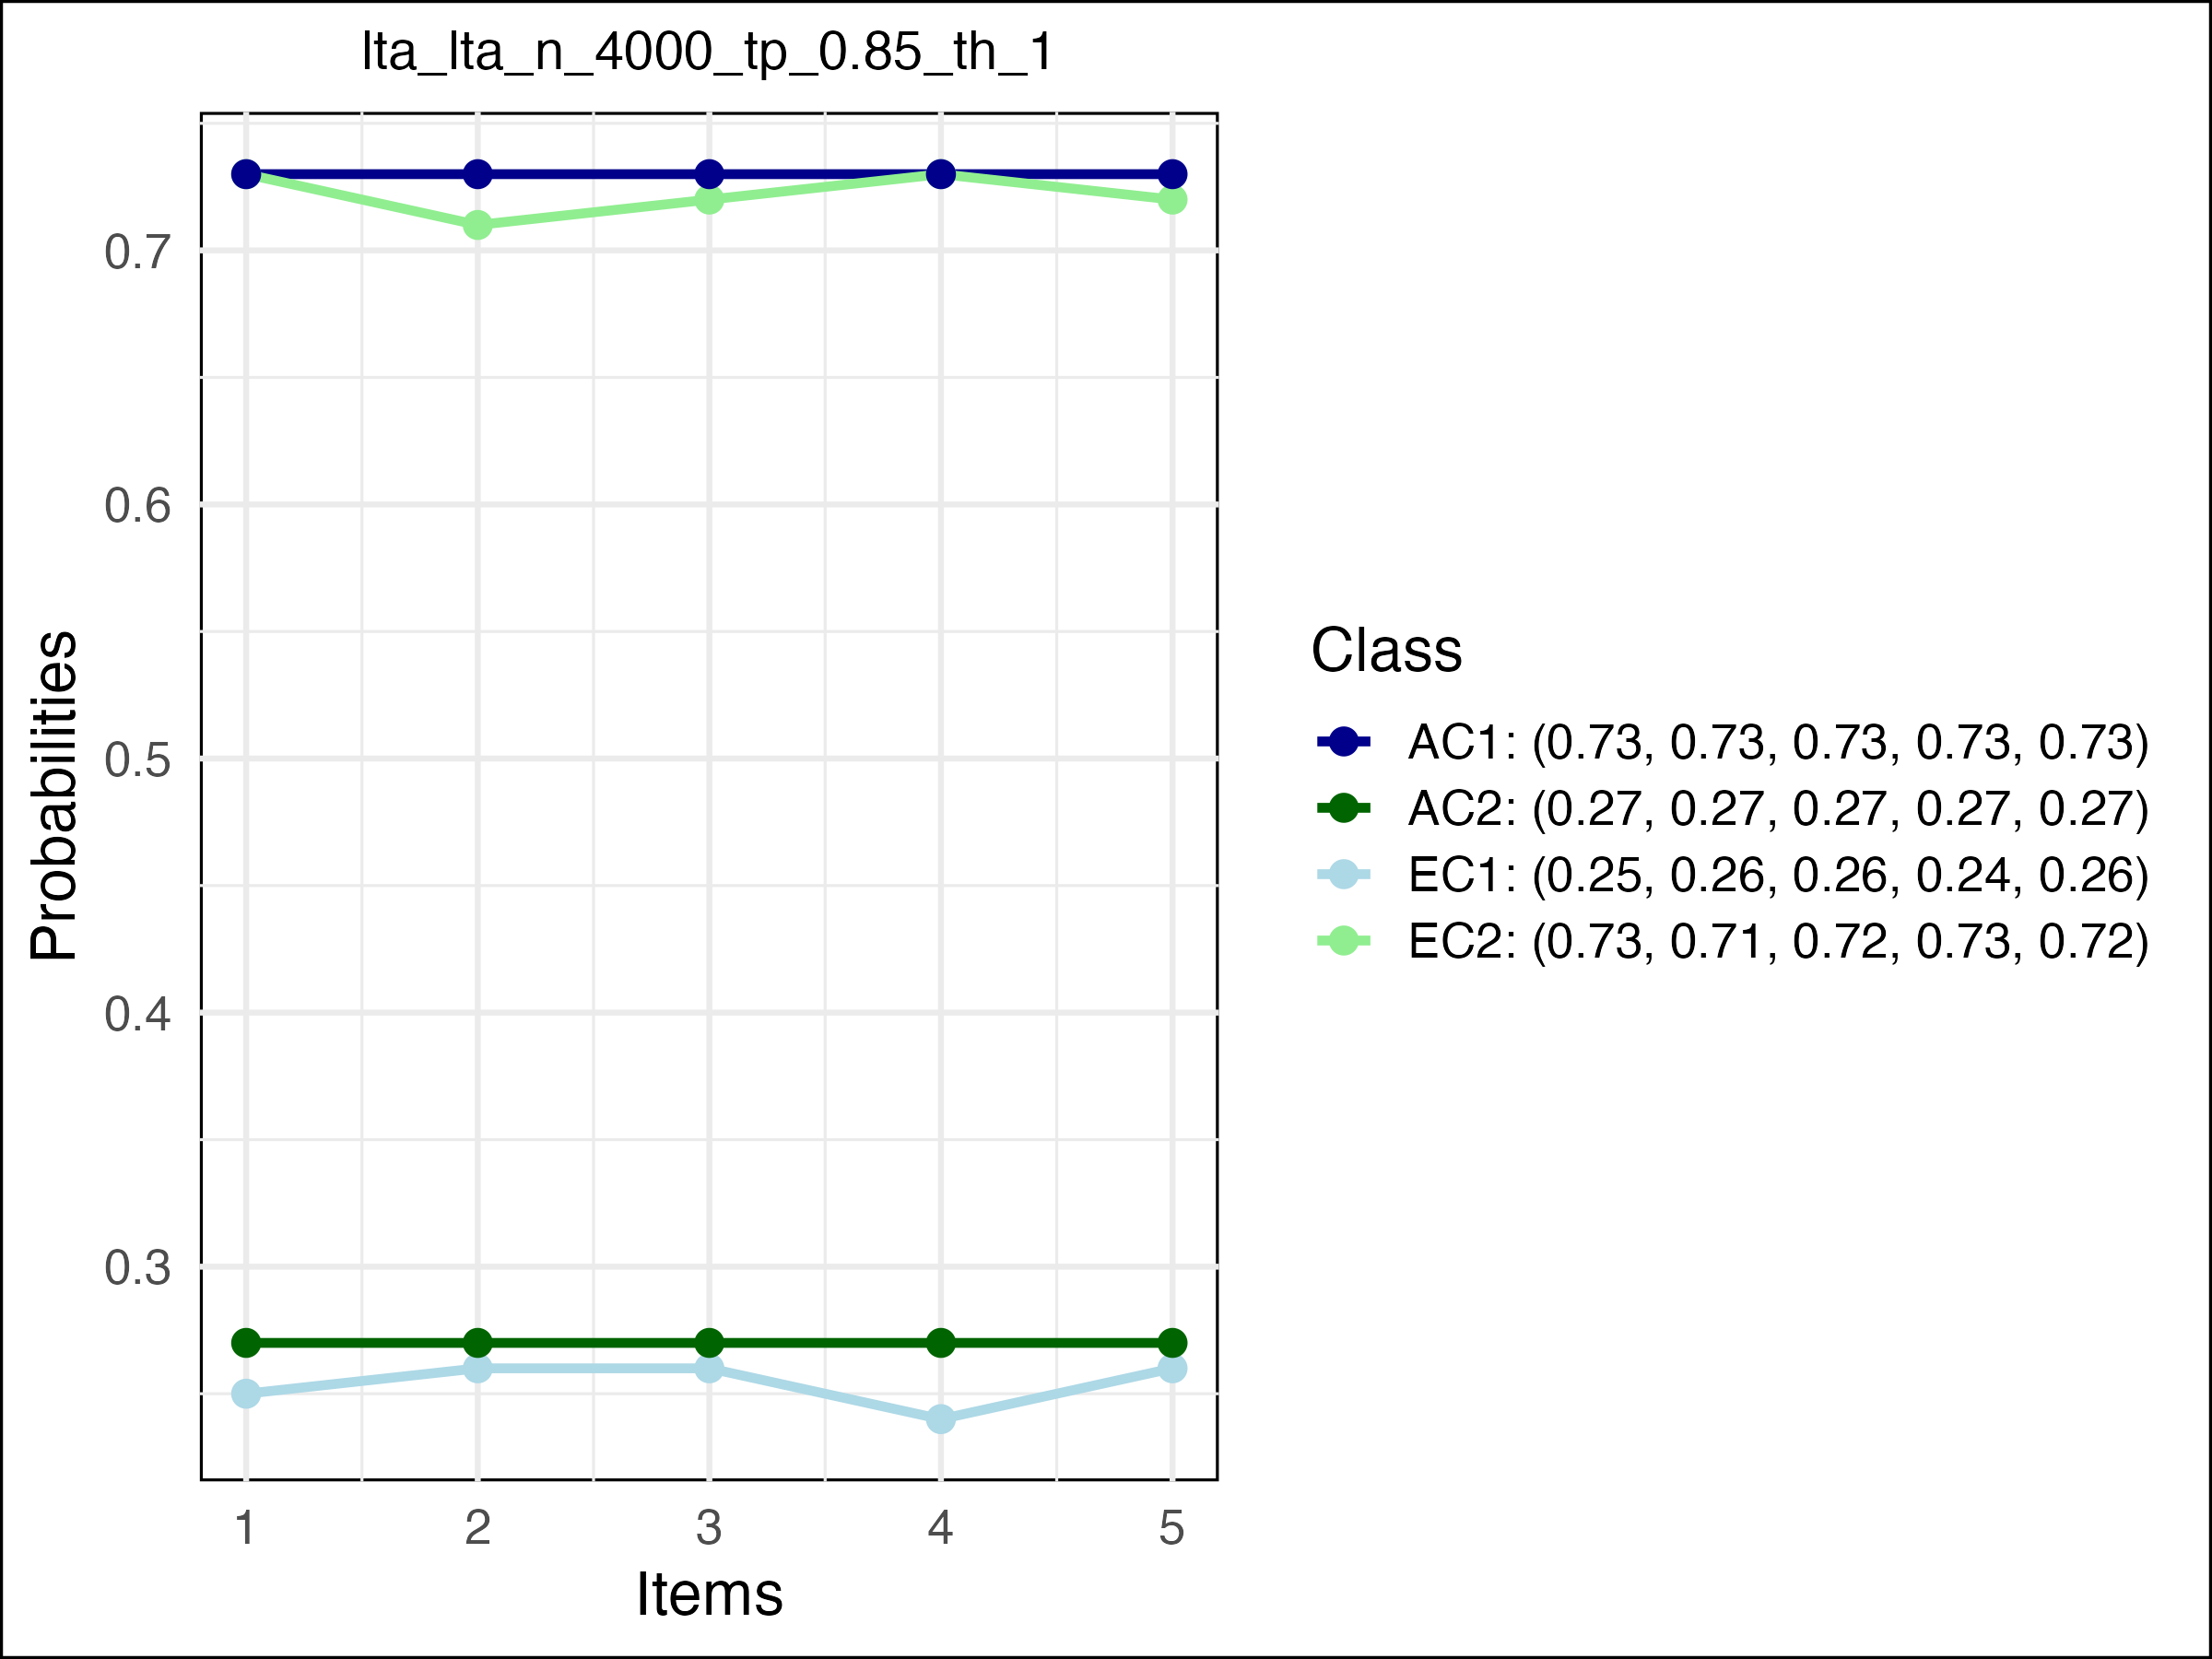 lta_lta_n_4000_tp_0.85_th_1
Probabilities
0.7
0.6
0.5
0.4
0.3
1 2 3 4 5
Items
Class
AC1: (0.73, 0.73, 0.73, 0.73, 0.73)
AC2: (0.27, 0.27, 0.27, 0.27, 0.27)
EC1: (0.25, 0.26, 0.26, 0.24, 0.26)
EC2: (0.73, 0.71, 0.72, 0.73, 0.72)